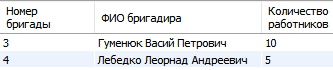 Номер бригады ФИО бригадира Количество работников
3 Гуменюк Васий Петрович 10
4 Лебедко Леорнад Андреевич 5